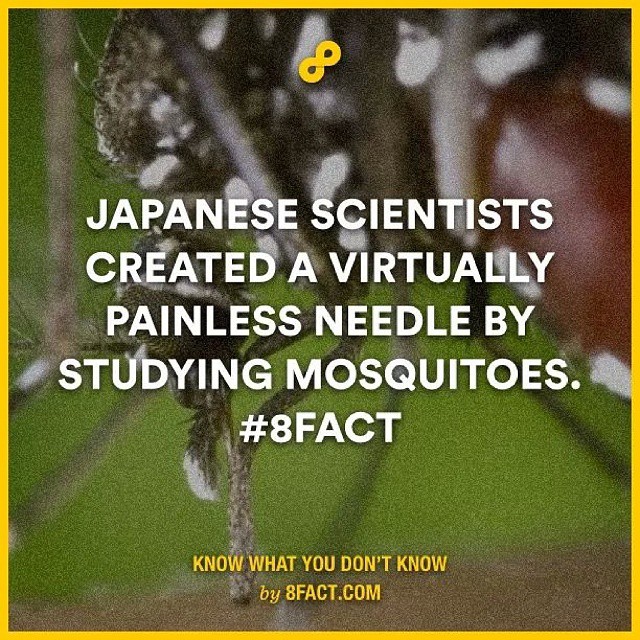 JAPANESE SCIENTISTS
CREATED A VIRTUALLY
PAINLESS NEEDLE BY
STUDYING MOSQUITOES.
#8FACT
KNOW WHAT YOU DON'T KNOW
by 8FACT.COM